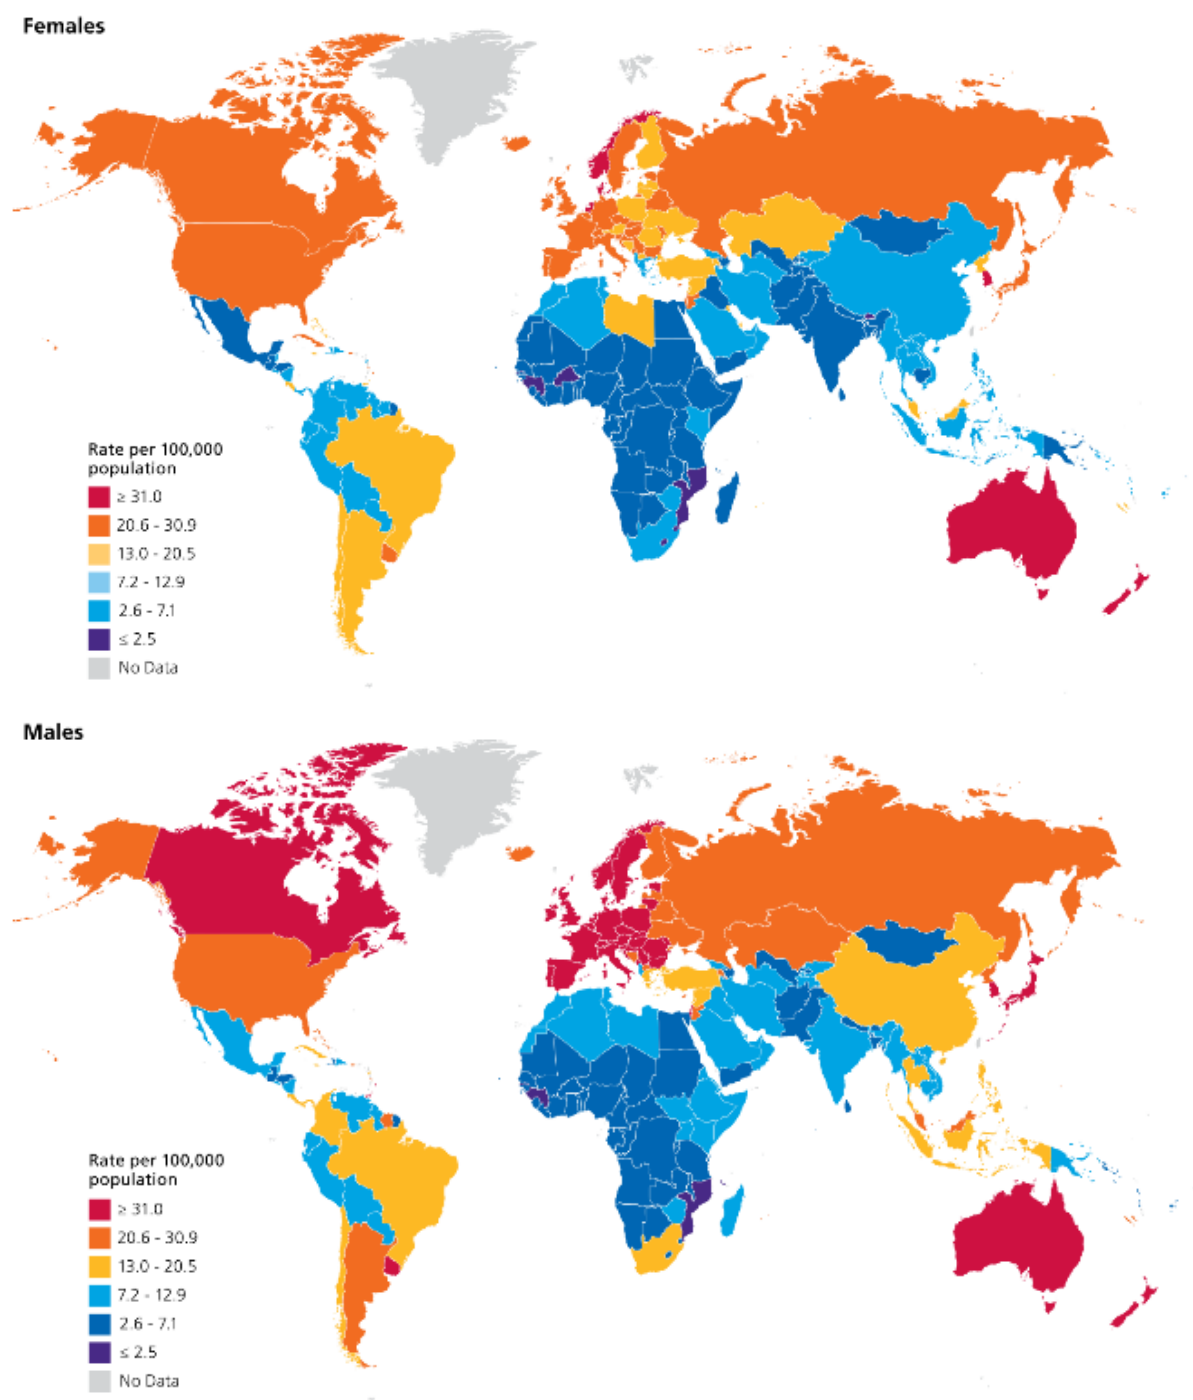 Females
Rate per 100,000
population
≥ 31.0
20.6 - 30.9
13.0 - 20.5
7.2 - 12.9
2.6 - 7.1
≤ 2.5
No Data
Males
Rate per 100,000
population
≥ 31.0
20.6 - 30.9
13.0 - 20.5
7.2 - 12.9
2.6 - 7.1
≤ 2.5
No Data